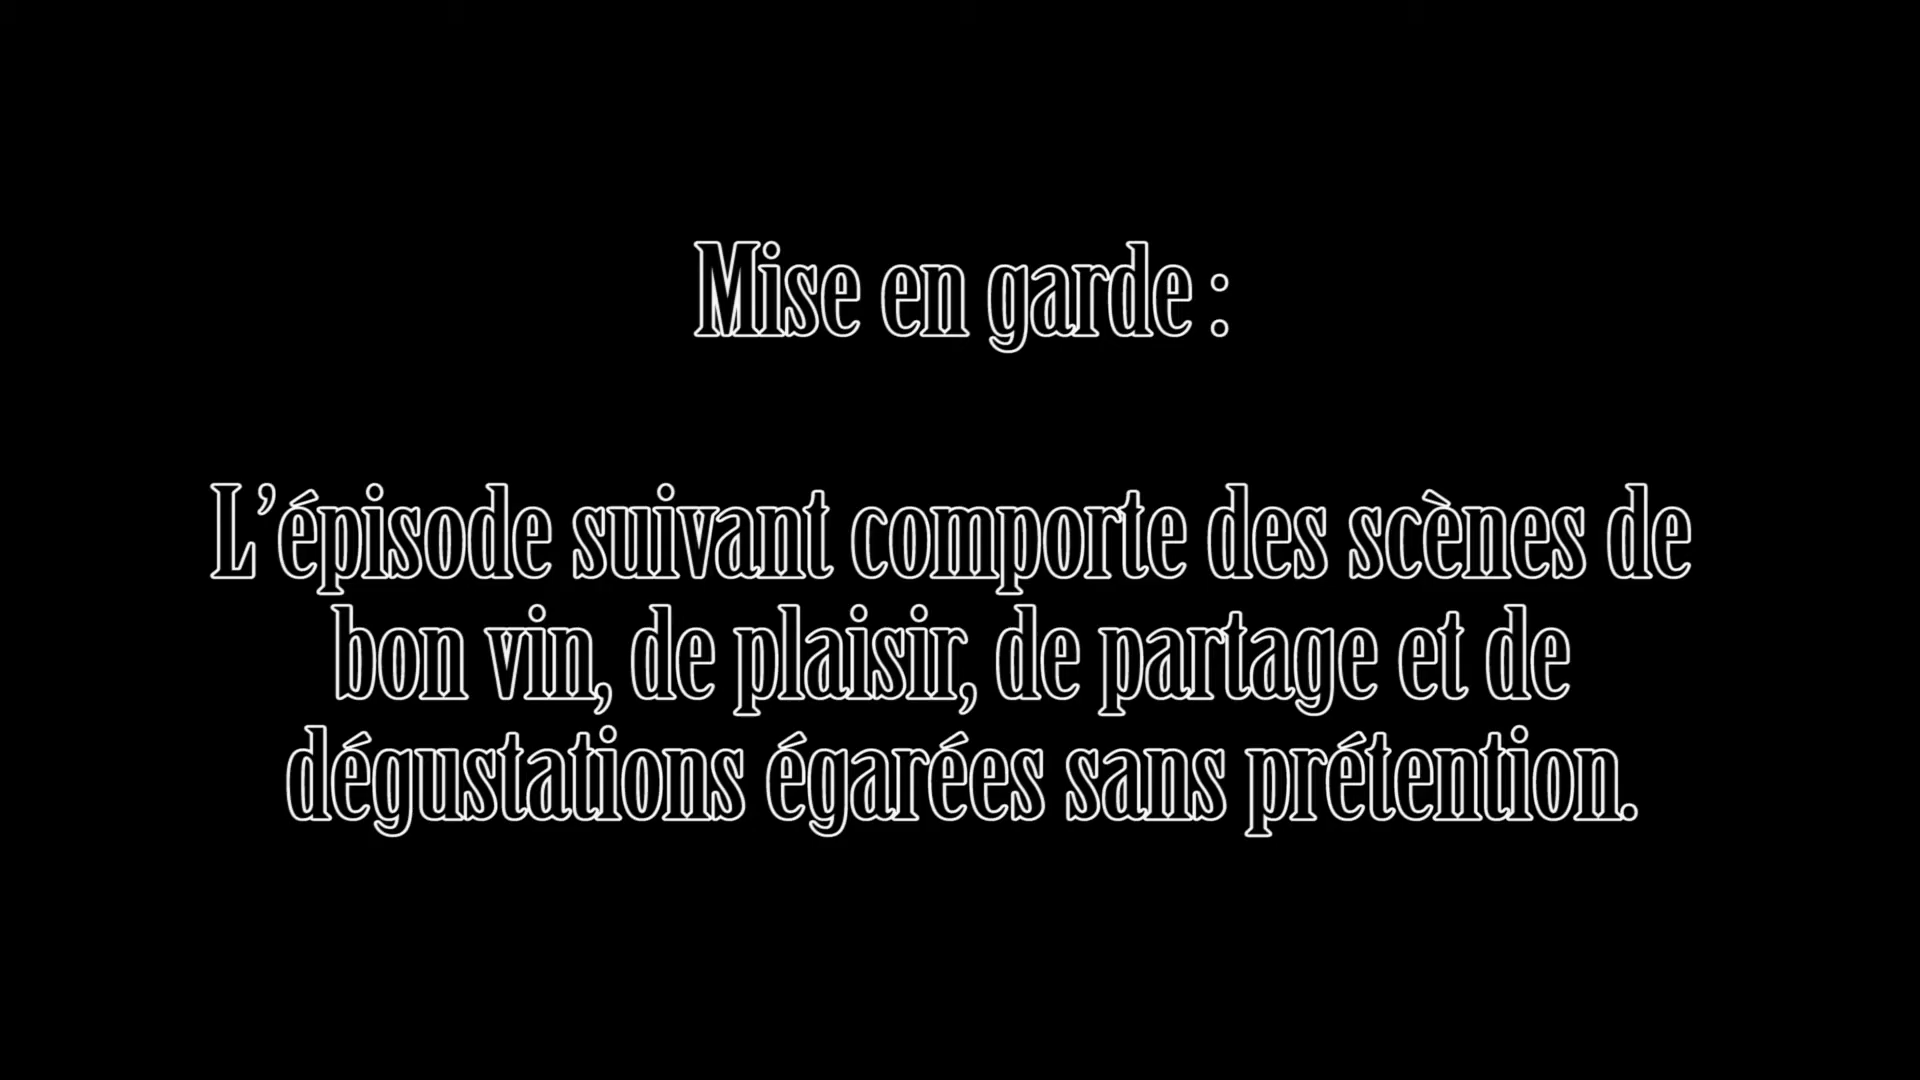 Mise en garde :
L’épisode suivant comporte des scènes de
bon vin, de plaisir, de partage et de
dégustations égarées sans prétention.